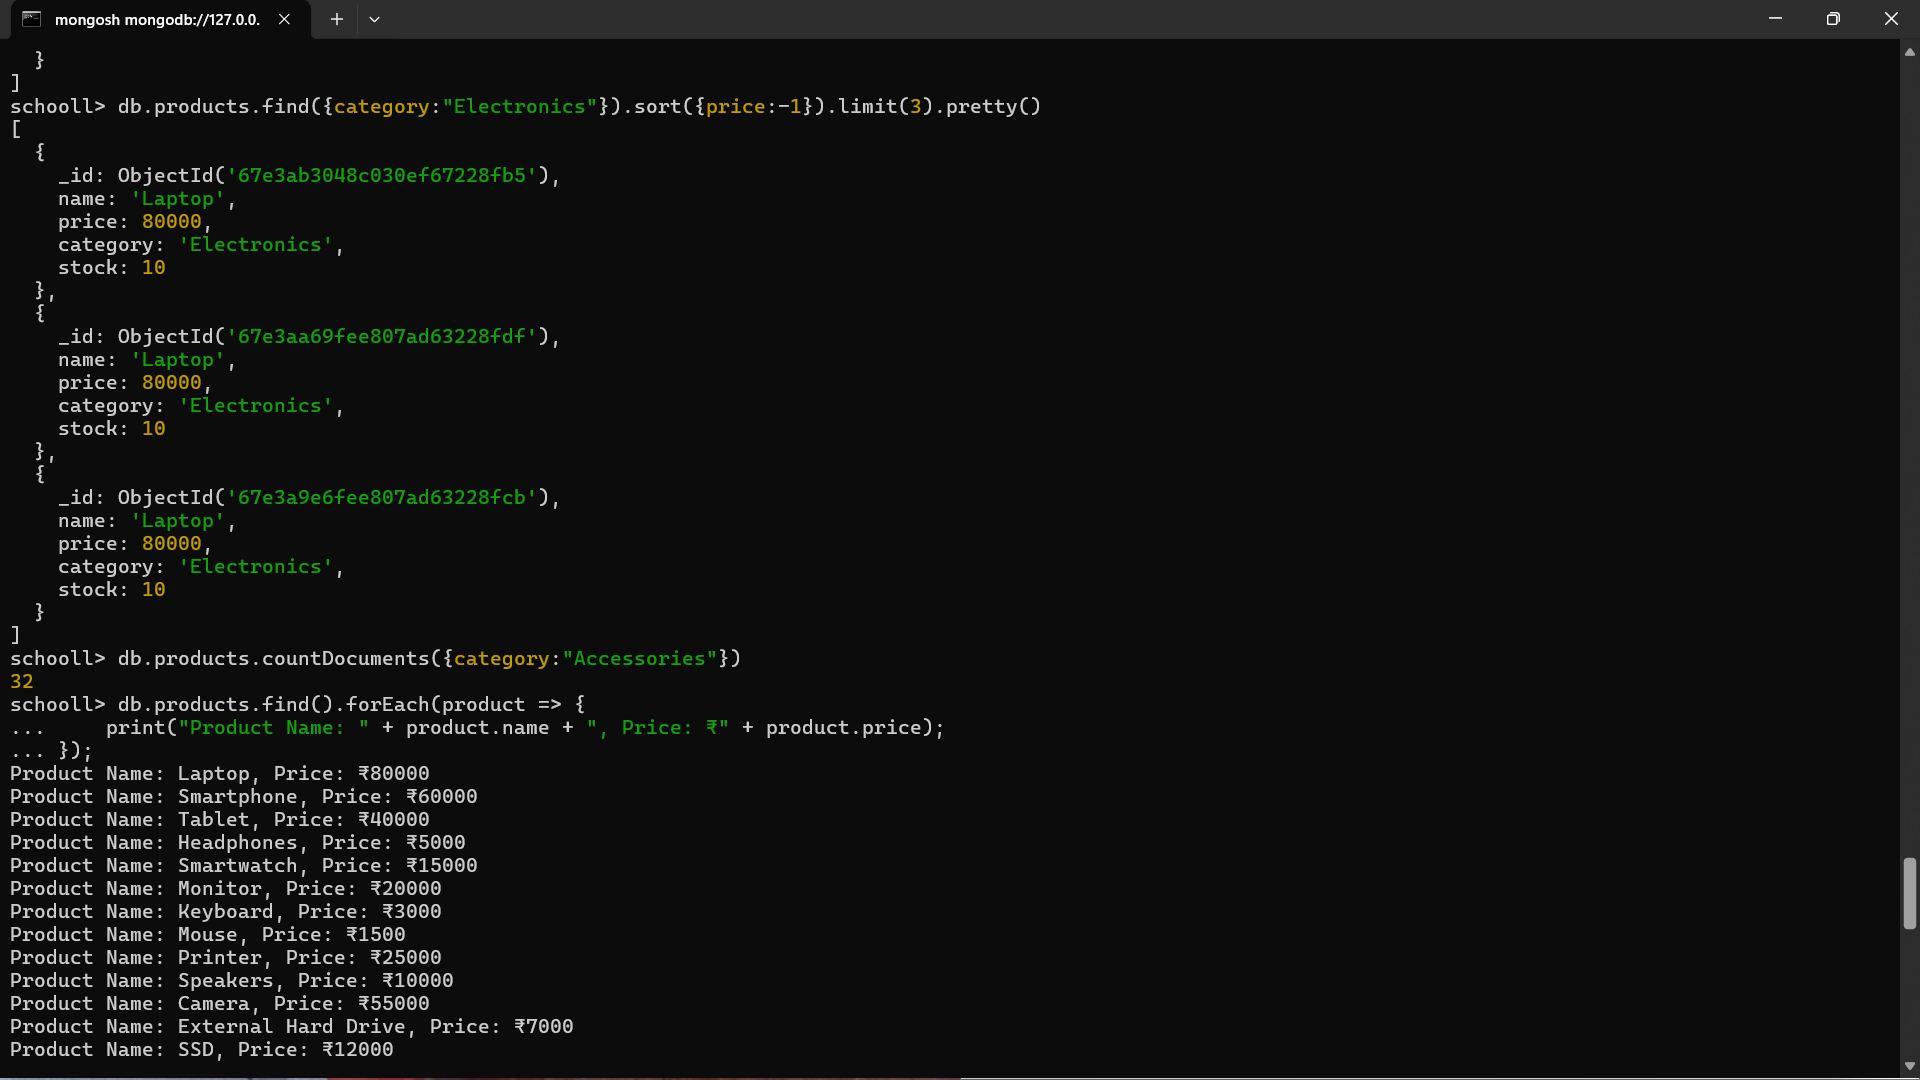 mongosh mongodb://127.0.0.
  }
]
schooll> db.products.find({category:"Electronics"}).sort({price:-1}).limit(3).pretty()
[
  {
    _id: ObjectId('67e3ab3048c030ef67228fb5'),
    name: 'Laptop',
    price: 80000,
    category: 'Electronics',
    stock: 10
  },
  {
    _id: ObjectId('67e3aa69fee807ad63228fdf'),
    name: 'Laptop',
    price: 80000,
    category: 'Electronics',
    stock: 10
  },
  {
    _id: ObjectId('67e3a9e6fee807ad63228fcb'),
    name: 'Laptop',
    price: 80000,
    category: 'Electronics',
    stock: 10
  }
]
schooll> db.products.countDocuments({category:"Accessories"})
32
schooll> db.products.find().forEach(product => {
...     print("Product Name: " + product.name + ", Price: ₹" + product.price);
... });
Product Name: Laptop, Price: ₹80000
Product Name: Smartphone, Price: ₹60000
Product Name: Tablet, Price: ₹40000
Product Name: Headphones, Price: ₹5000
Product Name: Smartwatch, Price: ₹15000
Product Name: Monitor, Price: ₹20000
Product Name: Keyboard, Price: ₹3000
Product Name: Mouse, Price: ₹1500
Product Name: Printer, Price: ₹25000
Product Name: Speakers, Price: ₹10000
Product Name: Camera, Price: ₹55000
Product Name: External Hard Drive, Price: ₹7000
Product Name: SSD, Price: ₹12000